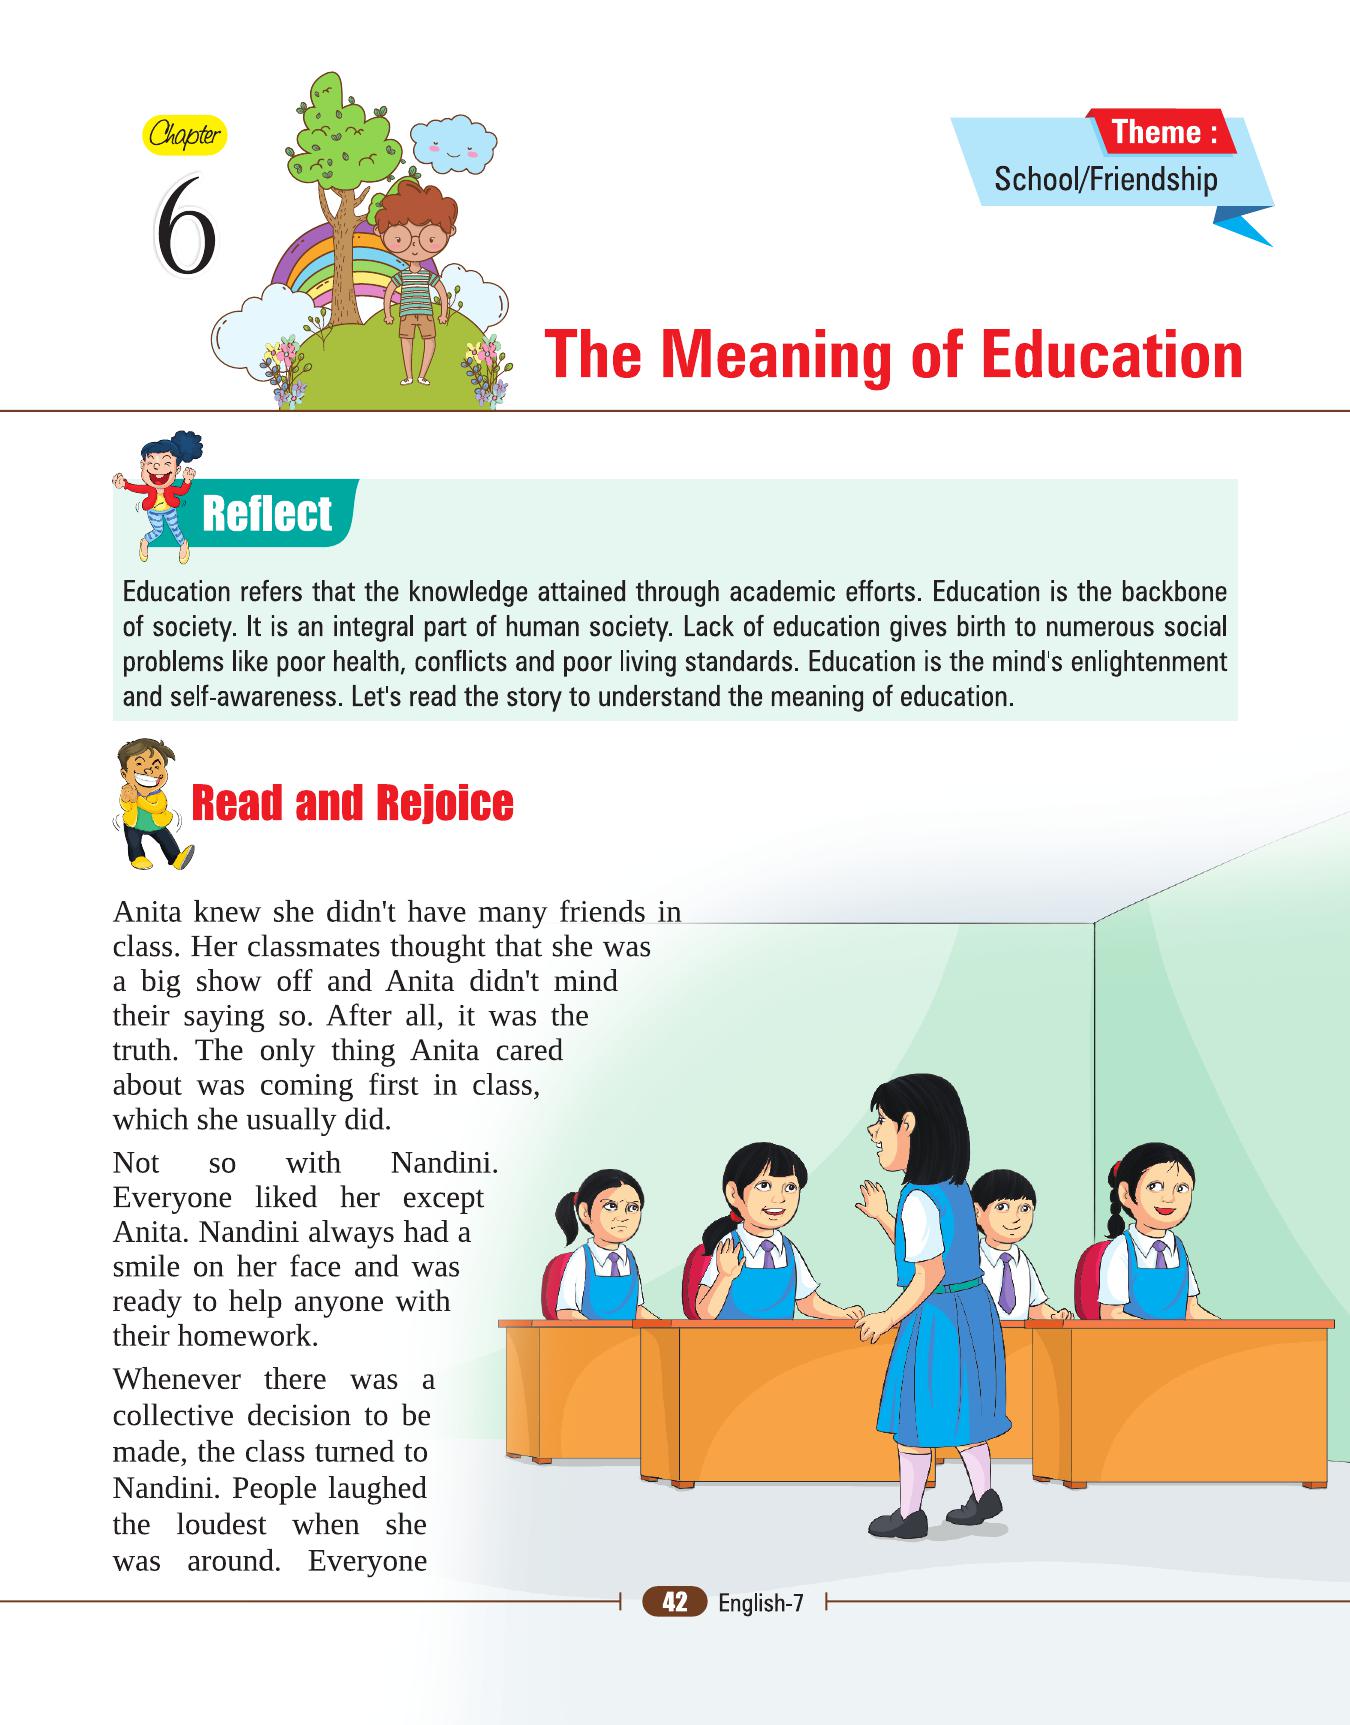 Chapter
6
Theme :
School/Friendship
The Meaning of Education
Reflect
Education refers that the knowledge attained through academic efforts. Education is the backbone
of society. It is an integral part of human society. Lack of education gives birth to numerous social
problems like poor health, conflicts and poor living standards. Education is the mind's enlightenment
and self-awareness. Let's read the story to understand the meaning of education.
Read and Rejoice
Anita knew she didn't have many friends in
class. Her classmates thought that she was
a big show off and Anita didn't mind
their saying so. After all, it was the
truth. The only thing Anita cared
about was coming first in class,
which she usually did.
Not so with Nandini.
Everyone liked her except
Anita. Nandini always had a
smile on her face and was
ready to help anyone with
their homework.
Whenever there was a
collective decision to be
made, the class turned to
Nandini. People laughed
the loudest when she
was around. Everyone
42 English-7